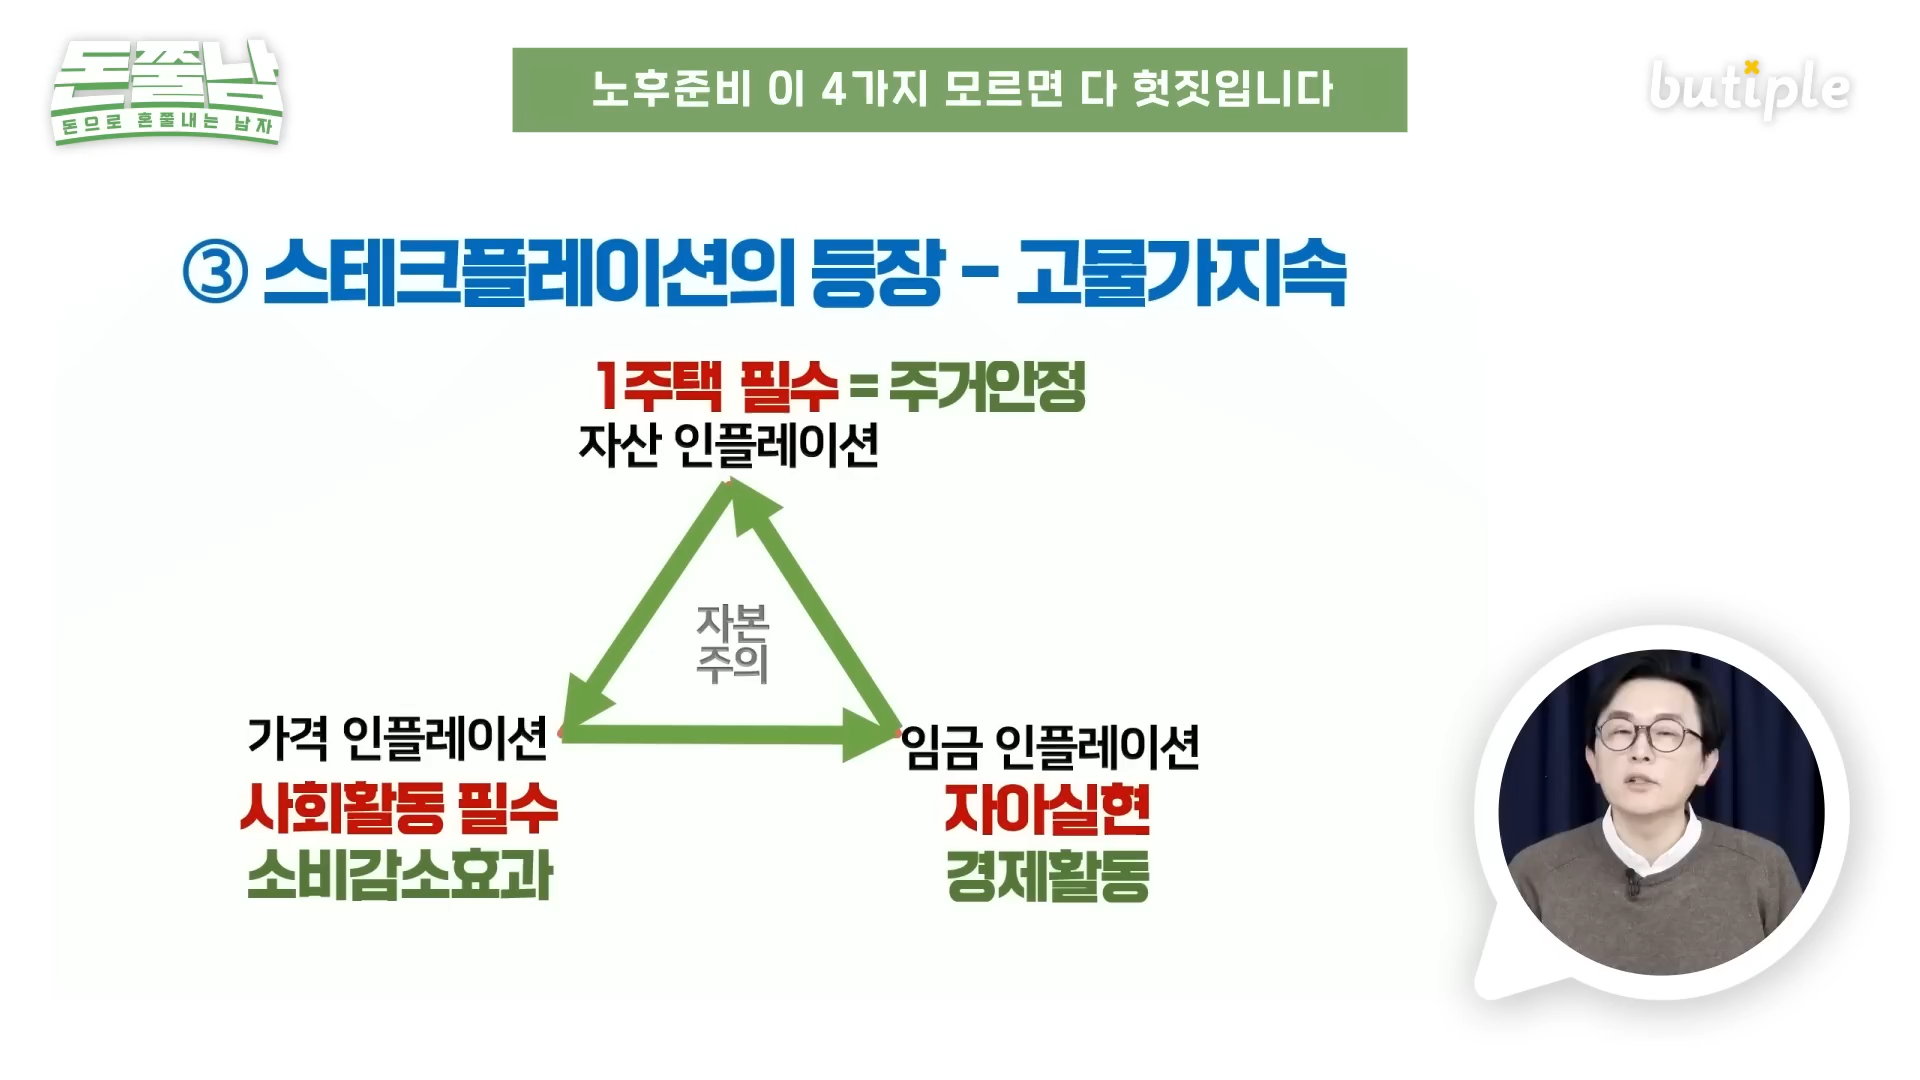 돈쭐남
돈으로 혼쭐내는 남자
노후준비 이 4가지 모르면 다 헛짓입니다
butiple
③ 스테크플레이션의 등장 - 고물가지속
1주택 필수 = 주거안정
자산 인플레이션
자본
주의
가격 인플레이션
사회활동 필수
소비감소효과
임금 인플레이션
자아실현
경제활동